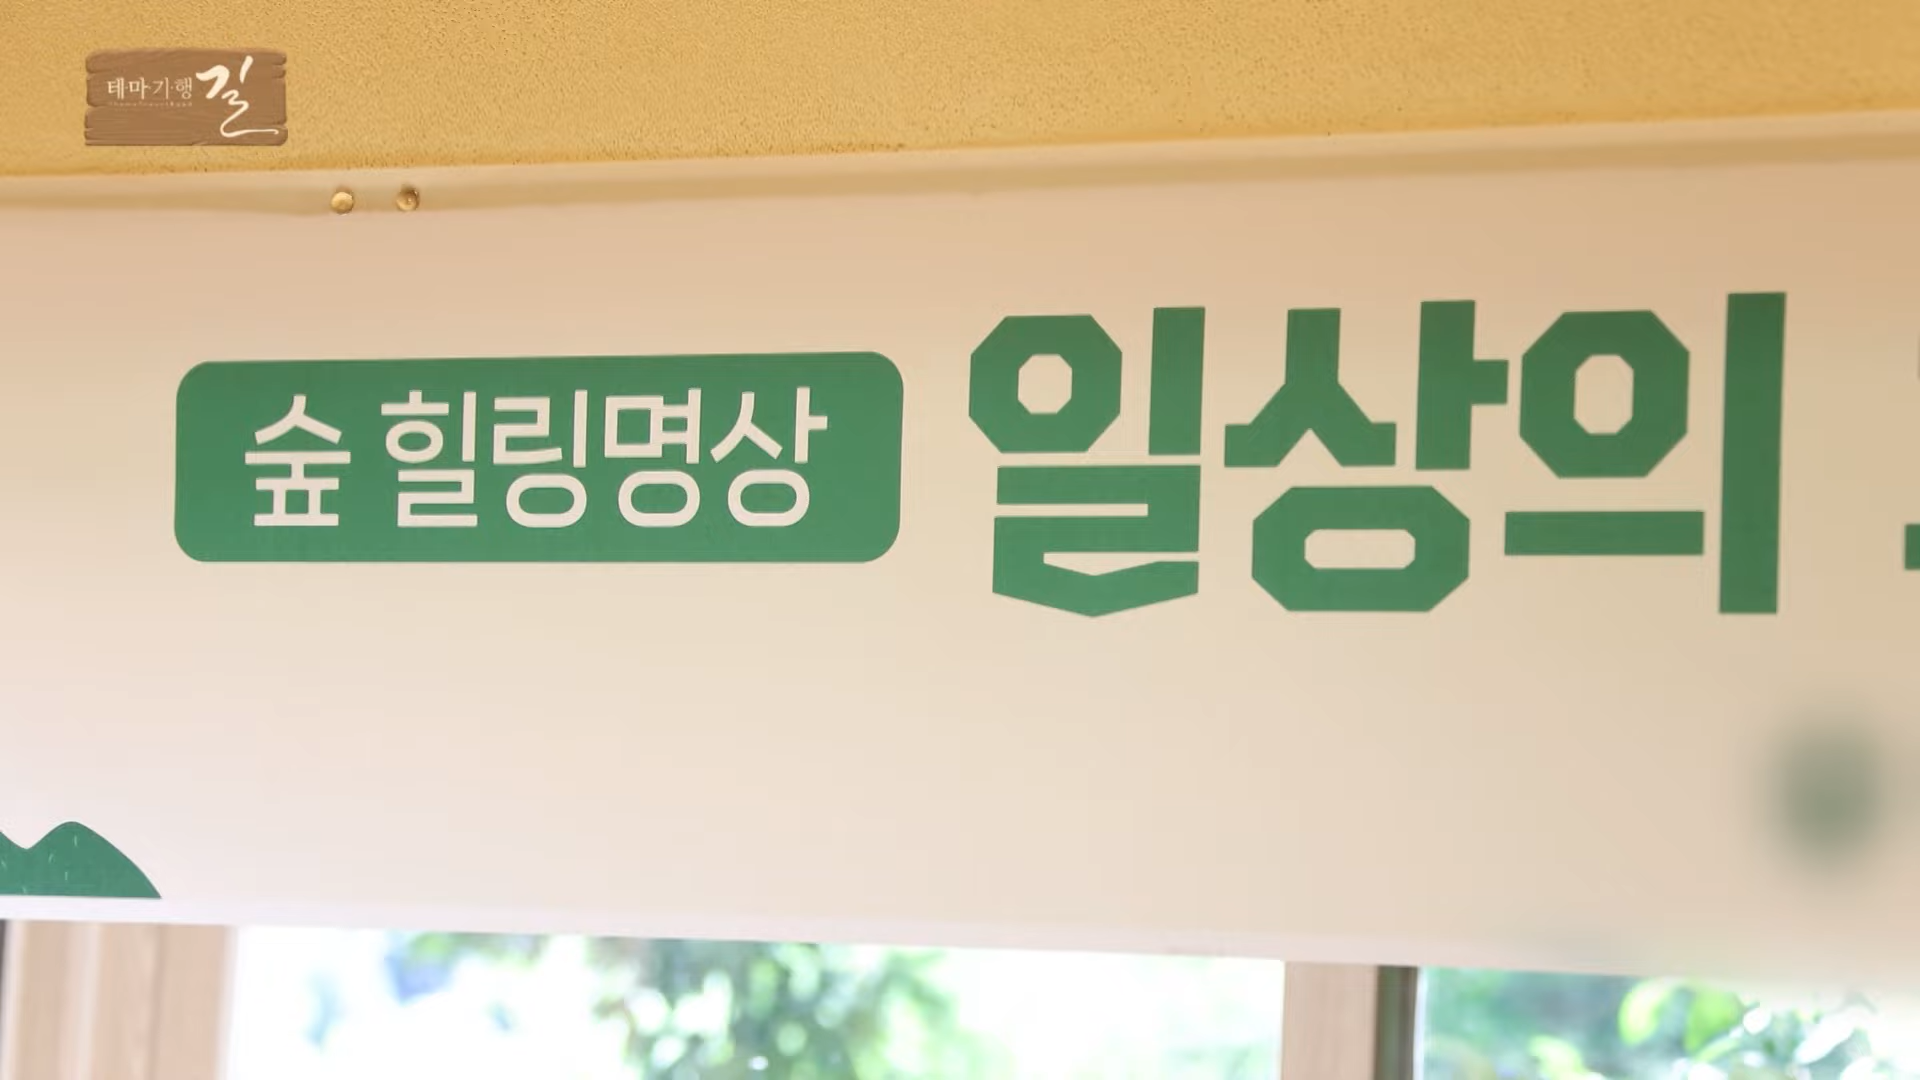 테마기행 길
숲 힐링명상 일상의